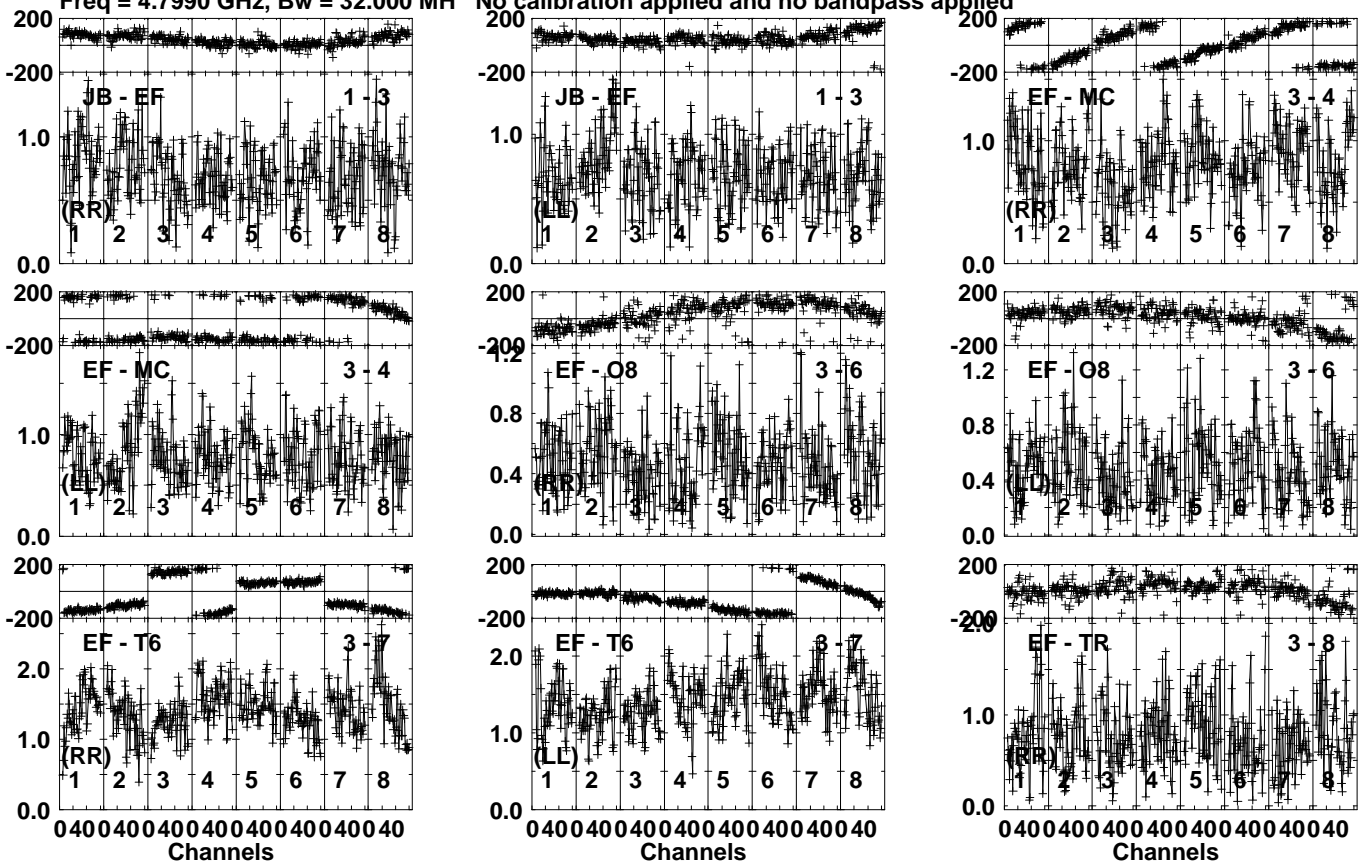 Freq = 4.7990 GHz, Bw = 32.000 MH No calibration applied and no bandpass applied
200 200 200
-200 -200 -200
JB - EF 1 - 3 JB - EF 1 - 3 EF - MC 3 - 4
1.0 1.0 1.0
(RR) (LL) (RR)
1 2 3 4 5 6 7 8 1 2 3 4 5 6 7 8 1 2 3 4 5 6 7 8
0.0 0.0 0.0
200 200 200
-200 -200 -200
1.2
EF - MC 3 - 4 EF - O8 3 - 6 EF - O8 3 - 6
1.2
0.8 0.8
1.0
0.4 0.4
(LL) (RR) (LL)
1 2 3 4 5 6 7 8 1 2 3 4 5 6 7 8 1 2 3 4 5 6 7 8
0.0 0.0 0.0
200 200 200
-200 -200 -200
2.0
EF - T6 3 - 7 EF - T6 3 - 7 EF - TR 3 - 8
2.0 2.0
1.0 1.0 1.0
(RR) (LL) (RR)
1 2 3 4 5 6 7 8 1 2 3 4 5 6 7 8 1 2 3 4 5 6 7 8
0.0 0.0 0.0
0 40 0 40 0 40 0 40 0 40 0 40 0 40 0 40 0 40 0 40 0 40 0 40 0 40 0 40 0 40 0 40 0 40 0 40 0 40 0 40 0 40 0 40 0 40 0 40
Channels Channels Channels